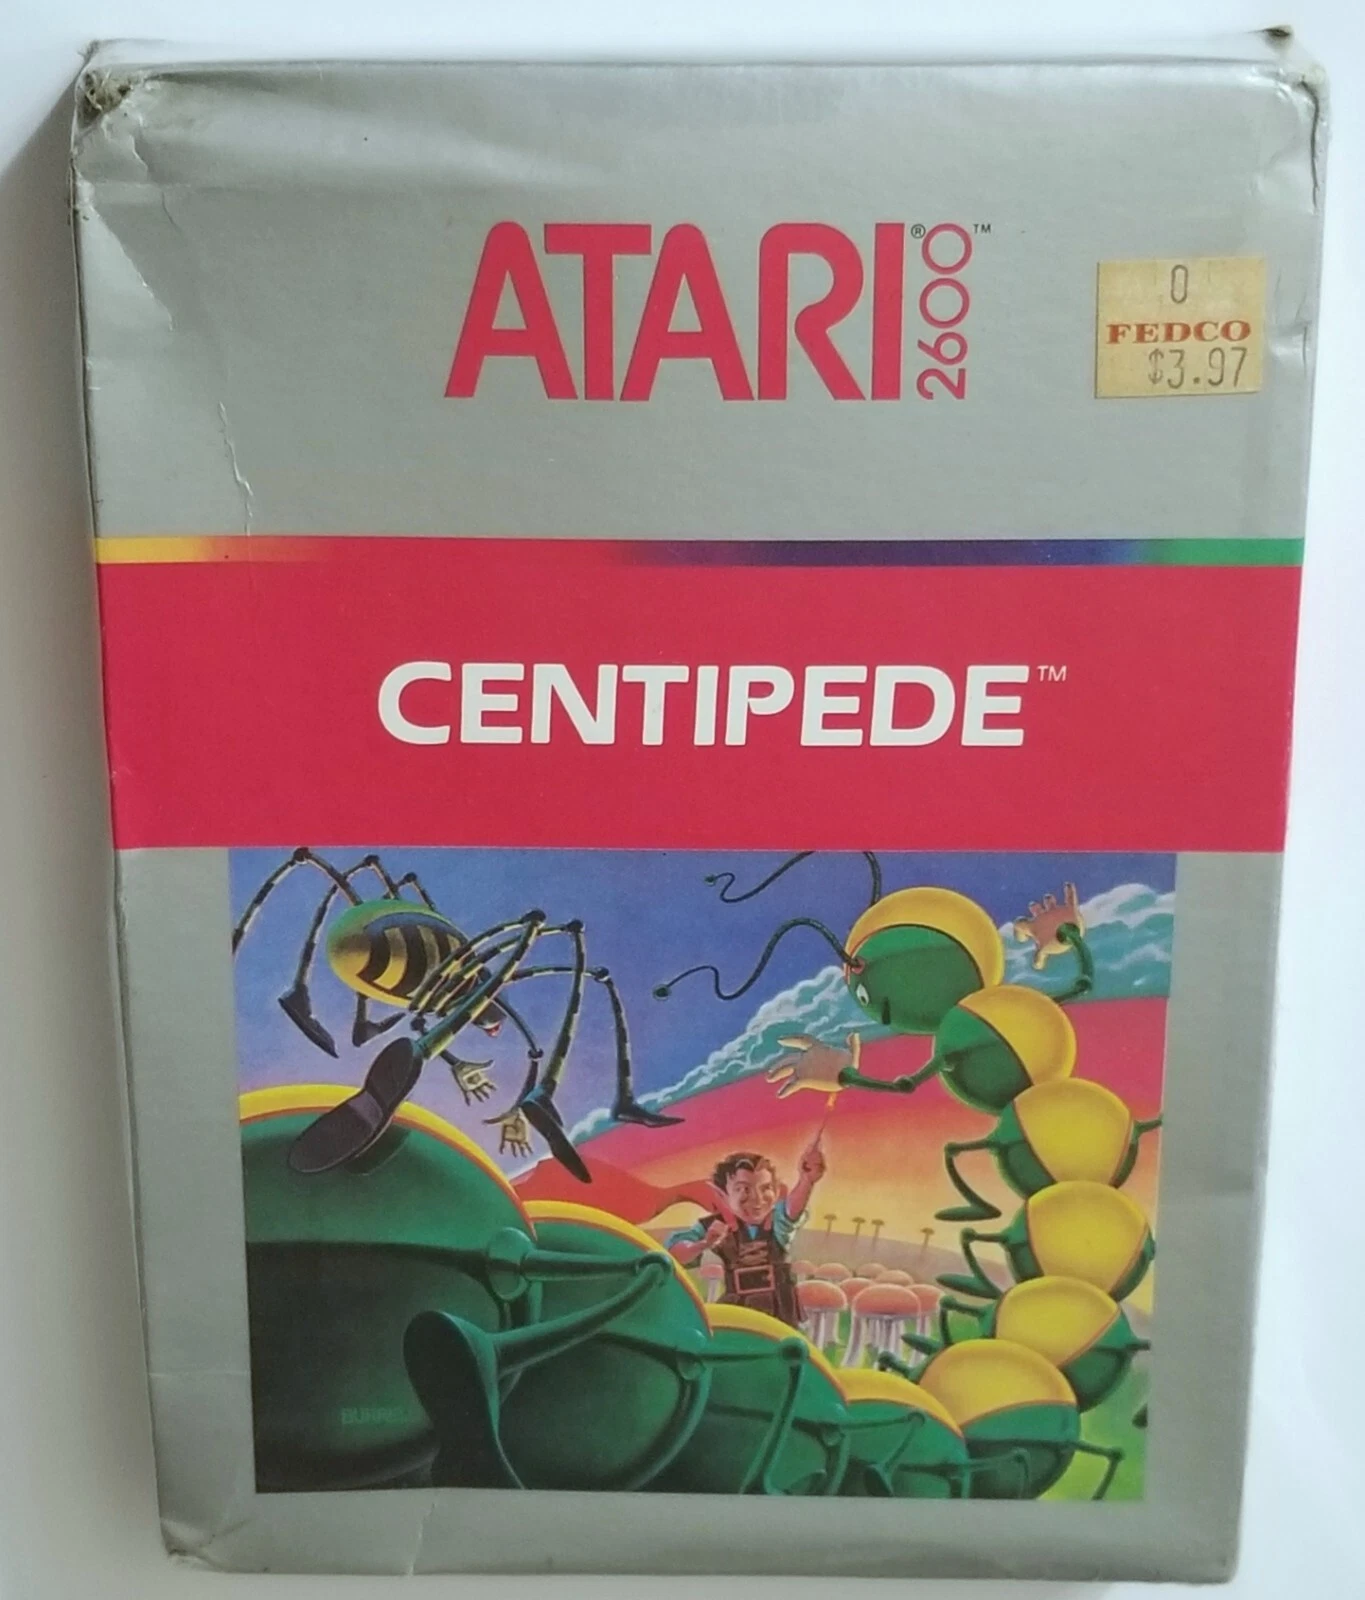 ATARI® 2600™
0
FEDCO
$3.97
CENTIPEDE™